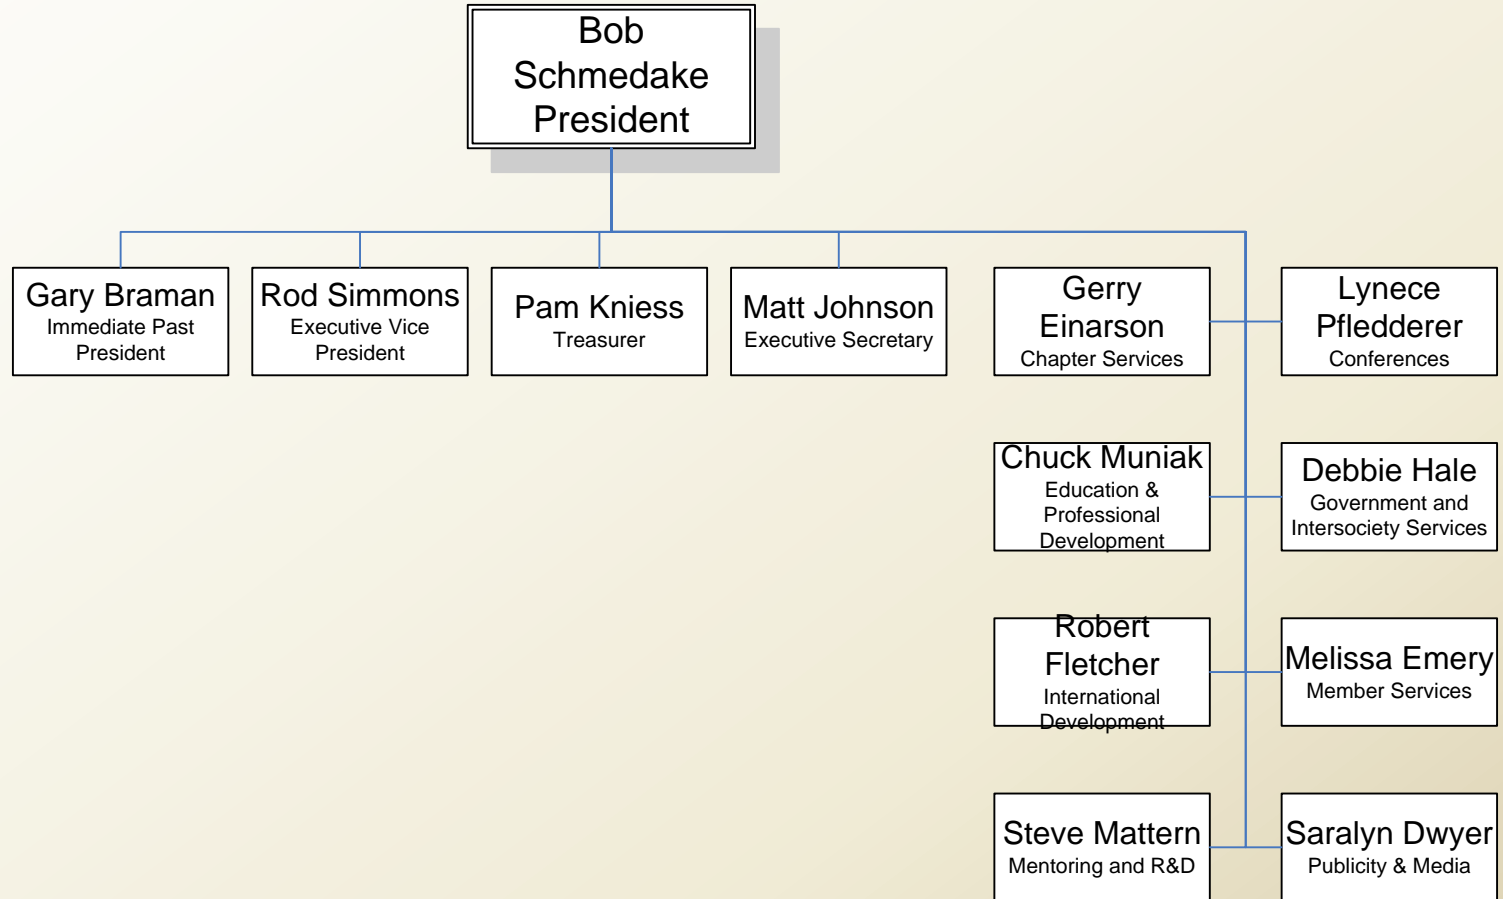 Bob
Schmedake
President
Gary Braman
Immediate Past
President
Rod Simmons
Executive Vice
President
Pam Kniess
Treasurer
Matt Johnson
Executive Secretary
Gerry
Einarson
Chapter Services
Lynece
Pfledderer
Conferences
Chuck Muniak
Education &
Professional
Development
Debbie Hale
Government and
Intersociety Services
Robert
Fletcher
International
Development
Melissa Emery
Member Services
Steve Mattern
Mentoring and R&D
Saralyn Dwyer
Publicity & Media